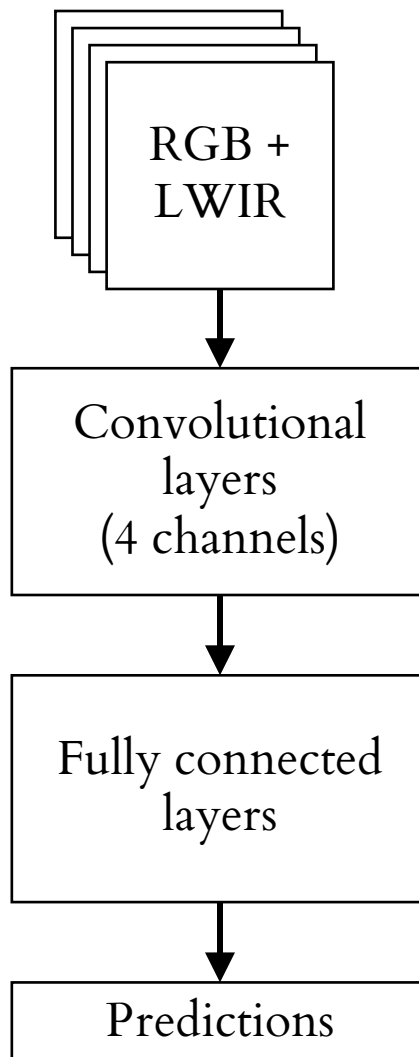 RGB +
LWIR
Convolutional
layers
(4 channels)
Fully connected
layers
Predictions